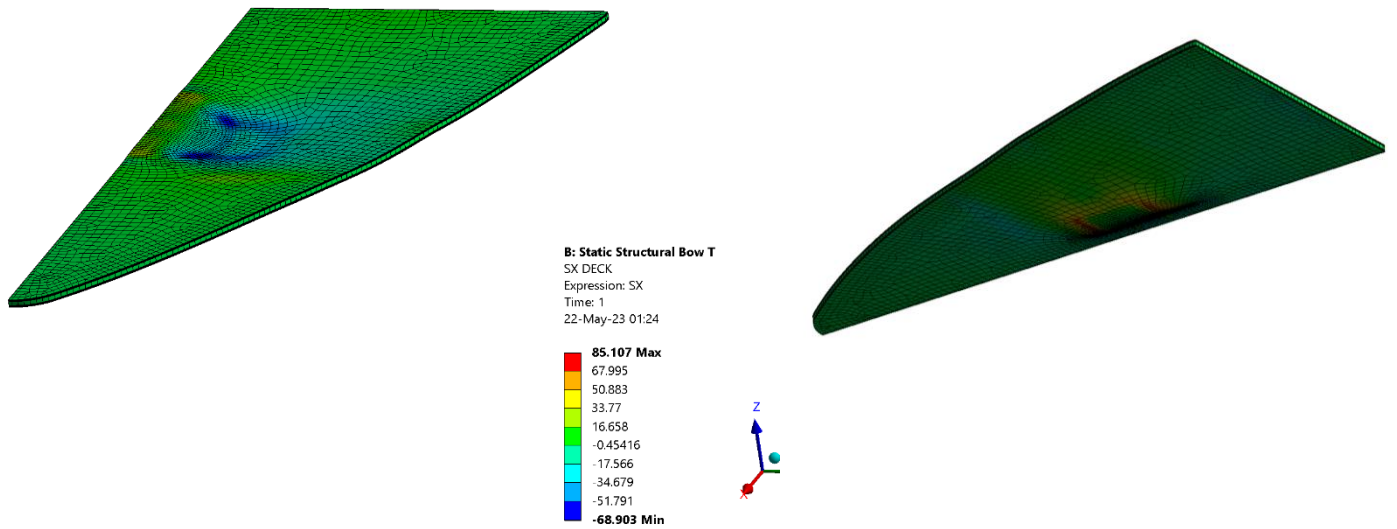 B: Static Structural Bow T
SX DECK
Expression: SX
Time: 1
22-May-23 01:24
85.107 Max
67.995
50.883
33.77
16.658
-0.45416
-17.566
-34.679
-51.791
-68.903 Min
Z
X